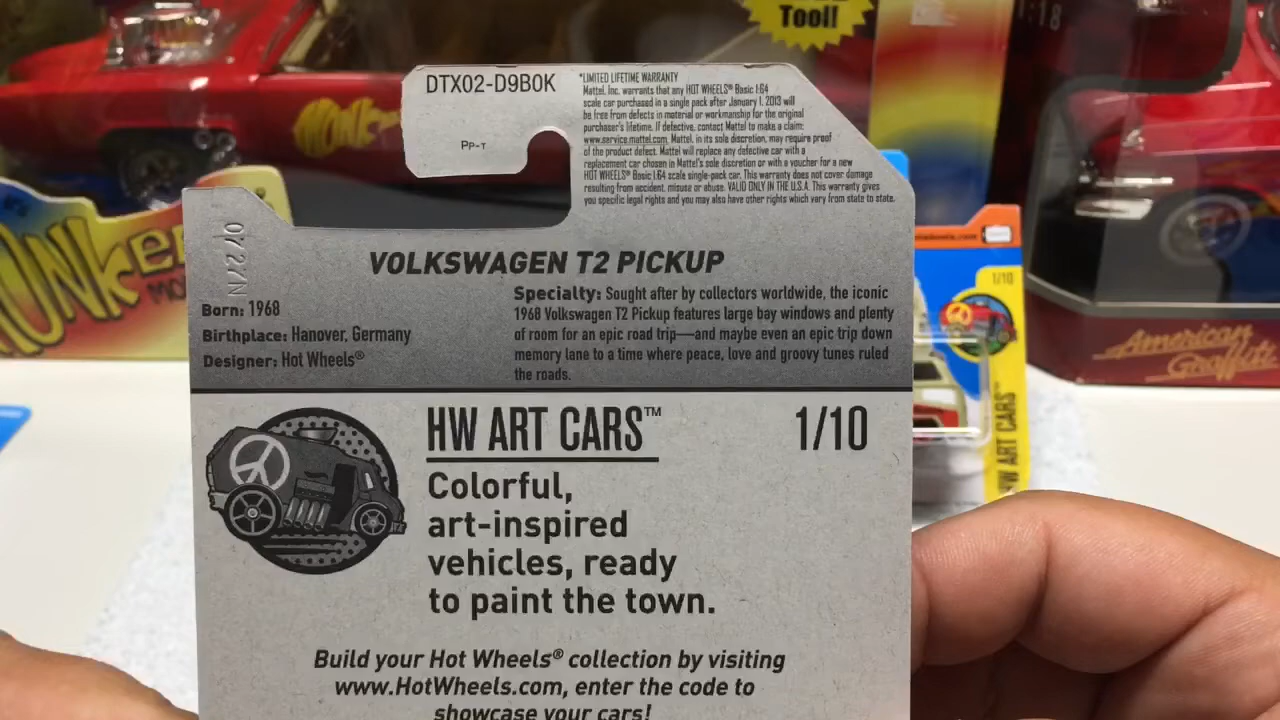 Tool!!
1:18
DTX02-D9B0K
PP-T
*LIMITED LIFETIME WARRANTY
Mattel, Inc. warrants that any HOT WHEELS® Basic 1:64
scale car purchased in a single pack after January 1, 2013 will
be free from defects in material or workmanship for the original
purchaser's lifetime. If defective, contact Mattel to make a claim:
www.service.mattel.com. Mattel, in its sole discretion, may require proof
of the product defect. Mattel will replace any defective car with a
replacement car chosen in Mattel's sole discretion or with a voucher for a new
HOT WHEELS® Basic 1:64 scale single-pack car. This warranty does not cover damage
resulting from accident, misuse or abuse. VALID ONLY IN THE U.S.A. This warranty gives
you specific legal rights and you may also have other rights which vary from state to state.
07/27N
VOLKSWAGEN T2 PICKUP
Born: 1968
Birthplace: Hanover, Germany
Designer: Hot Wheels®
Specialty: Sought after by collectors worldwide, the iconic
1968 Volkswagen T2 Pickup features large bay windows and plenty
of room for an epic road trip—and maybe even an epic trip down
memory lane to a time where peace, love and groovy tunes ruled
the roads.
HW ART CARS™
1/10
Colorful,
art-inspired
vehicles, ready
to paint the town.
Build your Hot Wheels® collection by visiting
www.HotWheels.com, enter the code to
showcase your cars!
1/10
HW ART CARS™
American
Graffiti